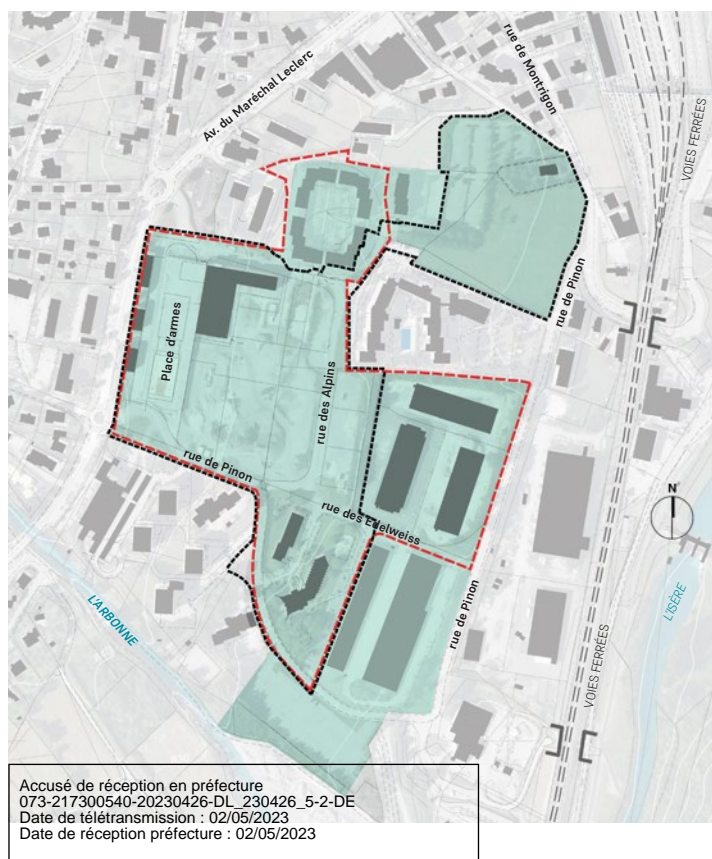 rue de Montrigon
Av. du Maréchal Leclerc
VOIES FERRÉES
rue de Pinon
Place d'armes
rue des Alpins
rue de Pinon
rue des Edelweiss
N
rue de Pinon
L'ISÈRE
L'ARBONNE
VOIES FERRÉES
Accusé de réception en préfecture
073-217300540-20230426-DL_230426_5-2-DE
Date de télétransmission : 02/05/2023
Date de réception préfecture : 02/05/2023